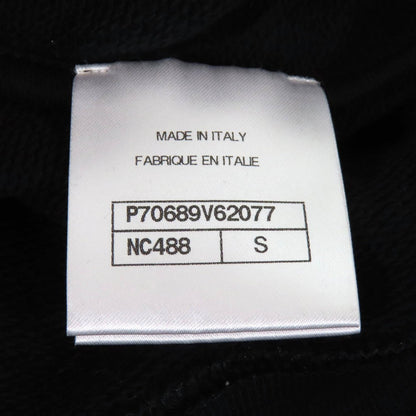 MADE IN ITALY
FABRIQUE EN ITALIE
P70689V62077
NC488 S